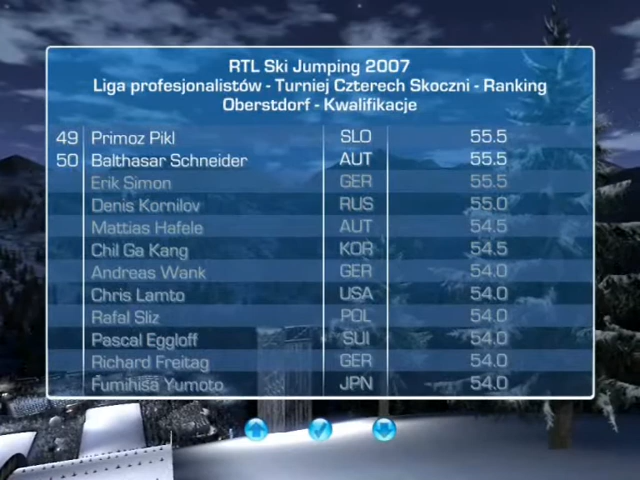 RTL Ski Jumping 2007
Liga profesjonalistów - Turniej Czterech Skoczni - Ranking
Oberstdorf - Kwalifikacje
49 Primoz Pikl SLO 55.5
50 Balthasar Schneider AUT 55.5
Erik Simon GER 55.5
Denis Kornilov RUS 55.0
Mattias Hafele AUT 54.5
Chil Ga Kang KOR 54.5
Andreas Wank GER 54.0
Chris Lamto USA 54.0
Rafal Sliz POL 54.0
Pascal Eggloff SUI 54.0
Richard Freitag GER 54.0
Fumihisa Yumoto JPN 54.0